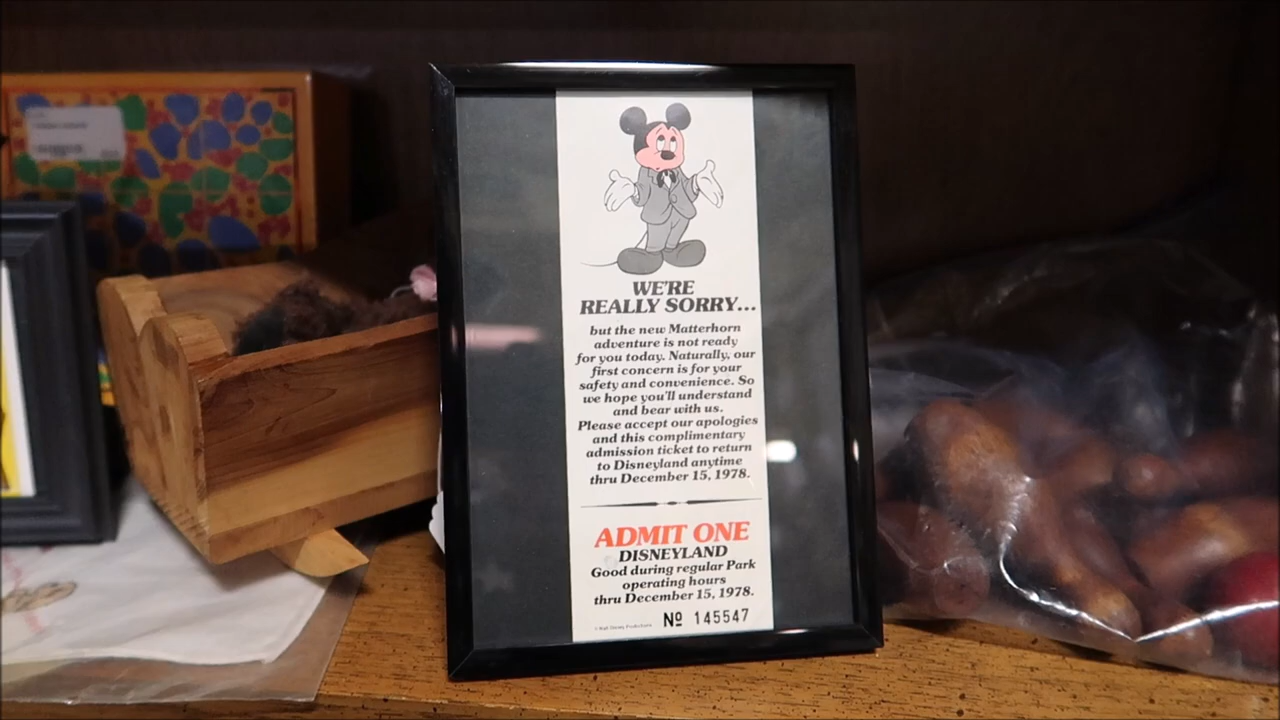 WE'RE
REALLY SORRY...
but the new Matterhorn
adventure is not ready
for you today. Naturally, our
first concern is for your
safety and convenience. So
we hope you'll understand
and bear with us.
Please accept our apologies
and this complimentary
admission ticket to return
to Disneyland anytime
thru December 15, 1978.
ADMIT ONE
DISNEYLAND
Good during regular Park
operating hours
thru December 15, 1978.
© Walt Disney Productions
Nº 145547